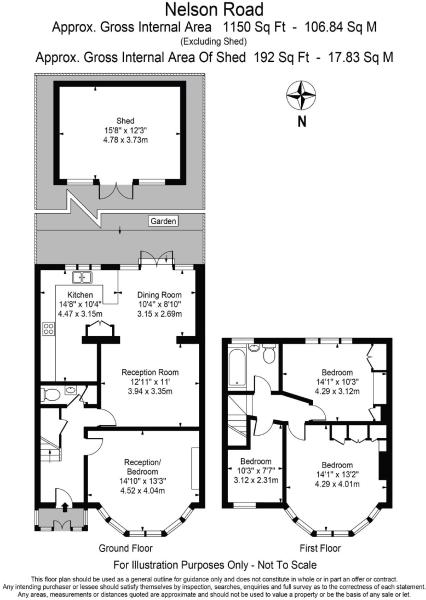 Nelson Road
Approx. Gross Internal Area 1150 Sq Ft - 106.84 Sq M
(Excluding Shed)
Approx. Gross Internal Area Of Shed 192 Sq Ft - 17.83 Sq M
Shed
15'8" x 12'3"
4.78 x 3.73m
N
Garden
Kitchen
14'8" x 10'4"
4.47 x 3.15m
Dining Room
10'4" x 8'10"
3.15 x 2.69m
Reception Room
12'11" x 11'
3.94 x 3.35m
Reception/
Bedroom
14'10" x 13'3"
4.52 x 4.04m
Bedroom
14'1" x 10'3"
4.29 x 3.12m
Bedroom
10'3" x 7'7"
3.12 x 2.31m
Bedroom
14'1" x 13'2"
4.29 x 4.01m
Ground Floor
First Floor
For Illustration Purposes Only - Not To Scale
This floor plan should be used as a general outline for guidance only and does not constitute in whole or in part an offer or contract.
Any intending purchaser or lessee should satisfy themselves by inspection, searches, enquiries and full survey as to the correctness of each statement.
Any areas, measurements or distances quoted are approximate and should not be used to value a property or be the basis of any sale or let.